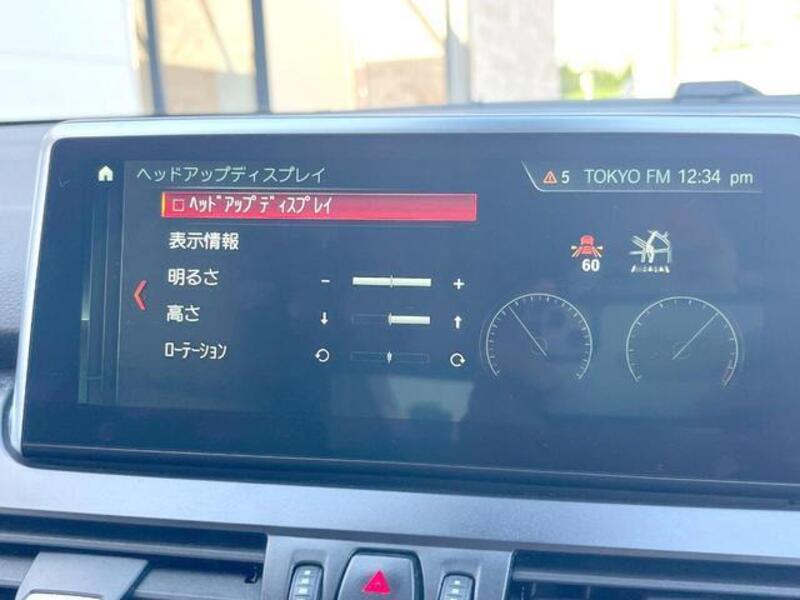 ヘッドアップディスプレイ
5 TOKYO FM 12:34 pm
ﾍｯﾄﾞｱｯﾌﾟﾃﾞｨｽﾌﾟﾚｲ
表示情報
明るさ - +
高さ
ﾛｰﾃｰｼｮﾝ
60